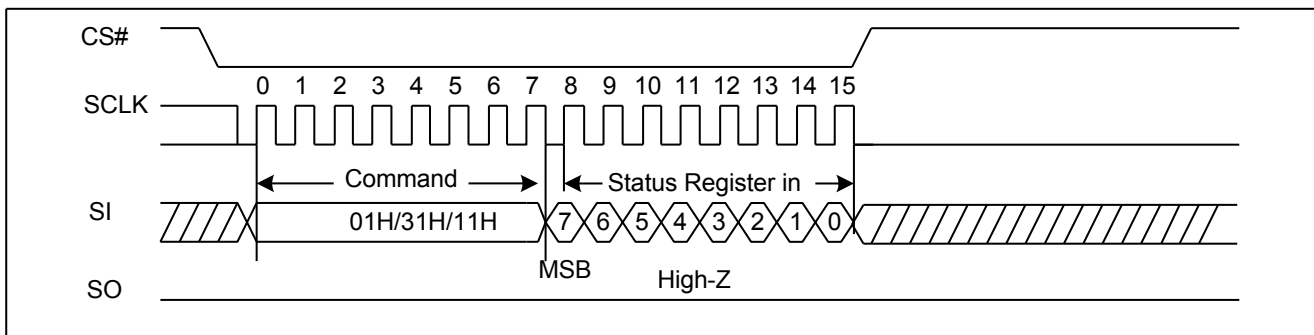 CS#
0 1 2 3 4 5 6 7 8 9 10 11 12 13 14 15
SCLK
Command Status Register in
SI 01H/31H/11H 7 6 5 4 3 2 1 0
MSB High-Z
SO